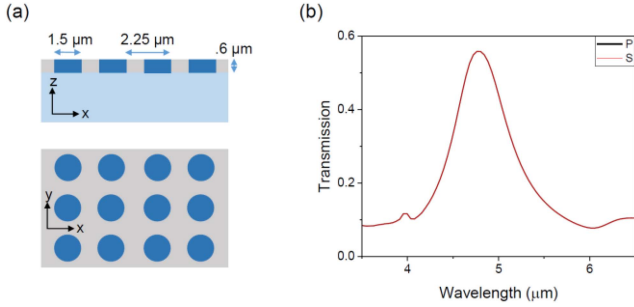 (a)
1.5 μm
2.25 μm
.6 μm
z
x
y
x
(b)
P
S
Transmission
0.6
0.4
0.2
0.0
4
5
6
Wavelength (μm)